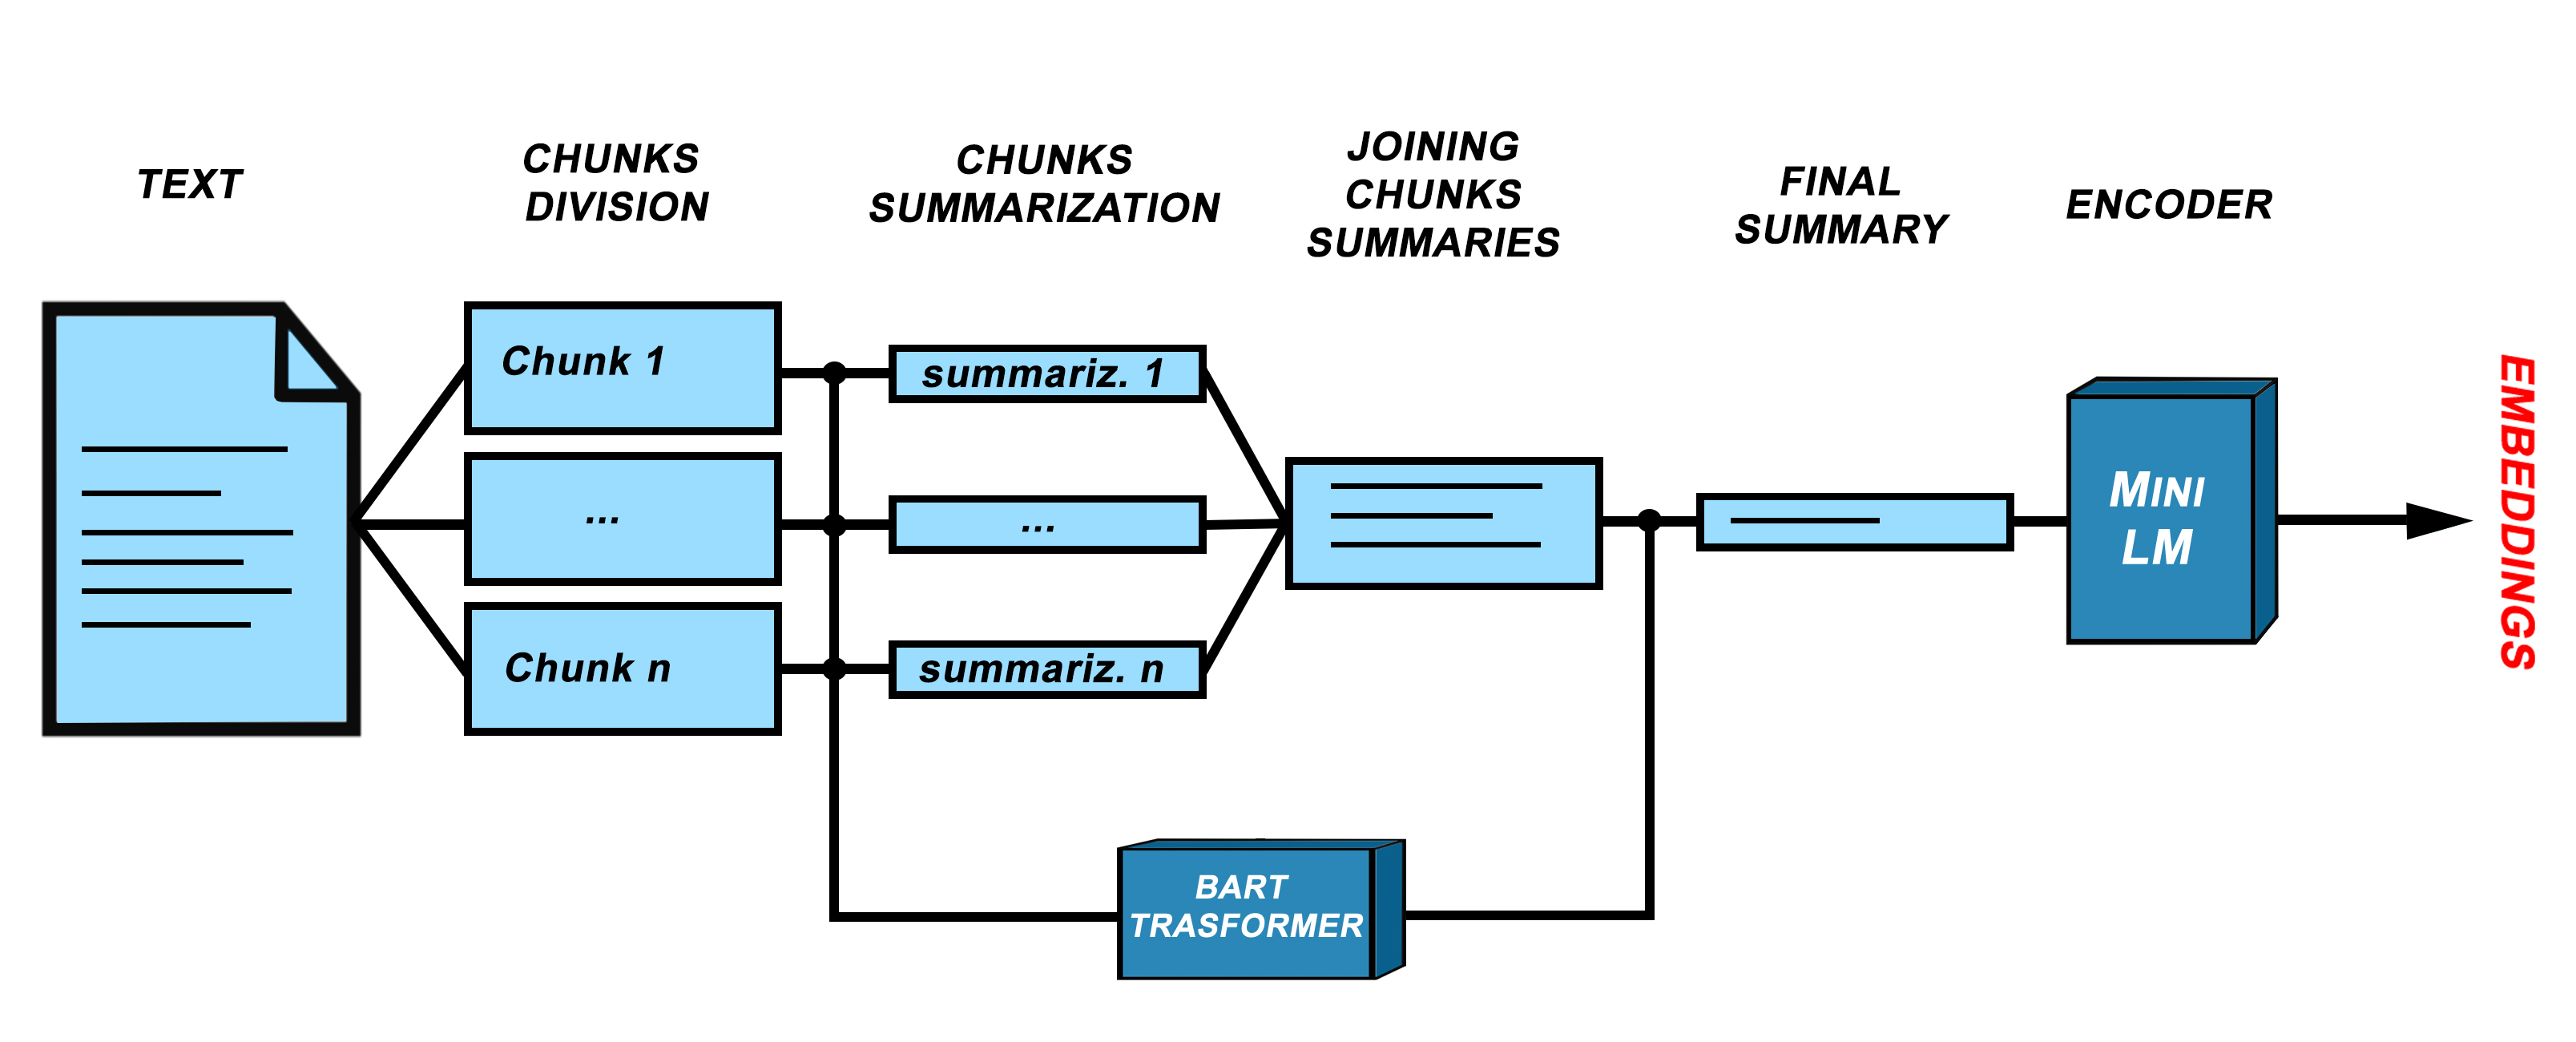 TEXT
CHUNKS
DIVISION
CHUNKS
SUMMARIZATION
JOINING
CHUNKS
SUMMARIES
FINAL
SUMMARY
ENCODER
Chunk 1
...
Chunk n
summariz. 1
...
summariz. n
MINI
LM
EMBEDDINGS
BART
TRASFORMER